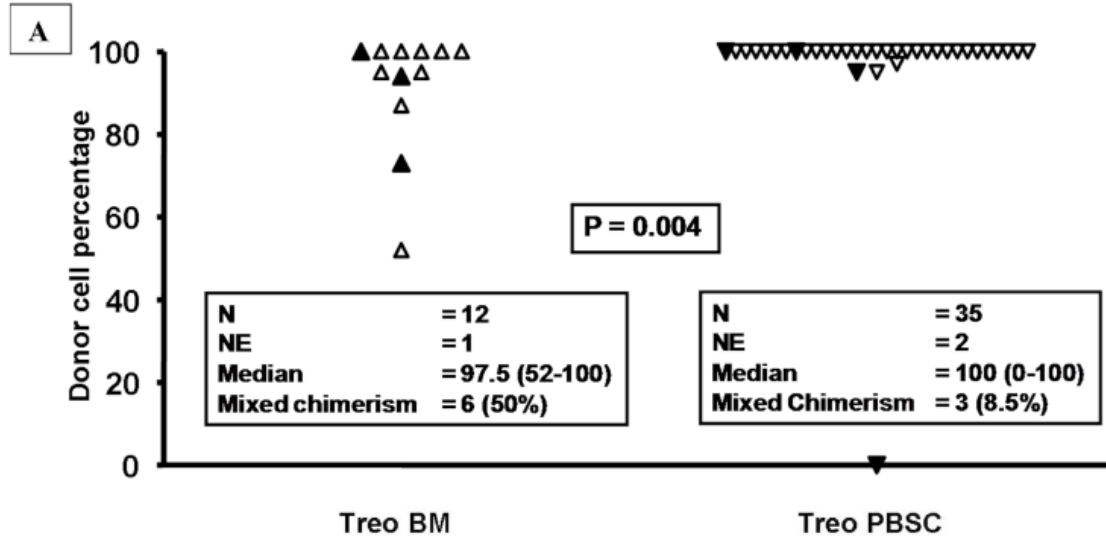 A
100
80
60
40
20
0
Donor cell percentage
P = 0.004
N = 12
NE = 1
Median = 97.5 (52-100)
Mixed chimerism = 6 (50%)
N = 35
NE = 2
Median = 100 (0-100)
Mixed Chimerism = 3 (8.5%)
Treo BM
Treo PBSC